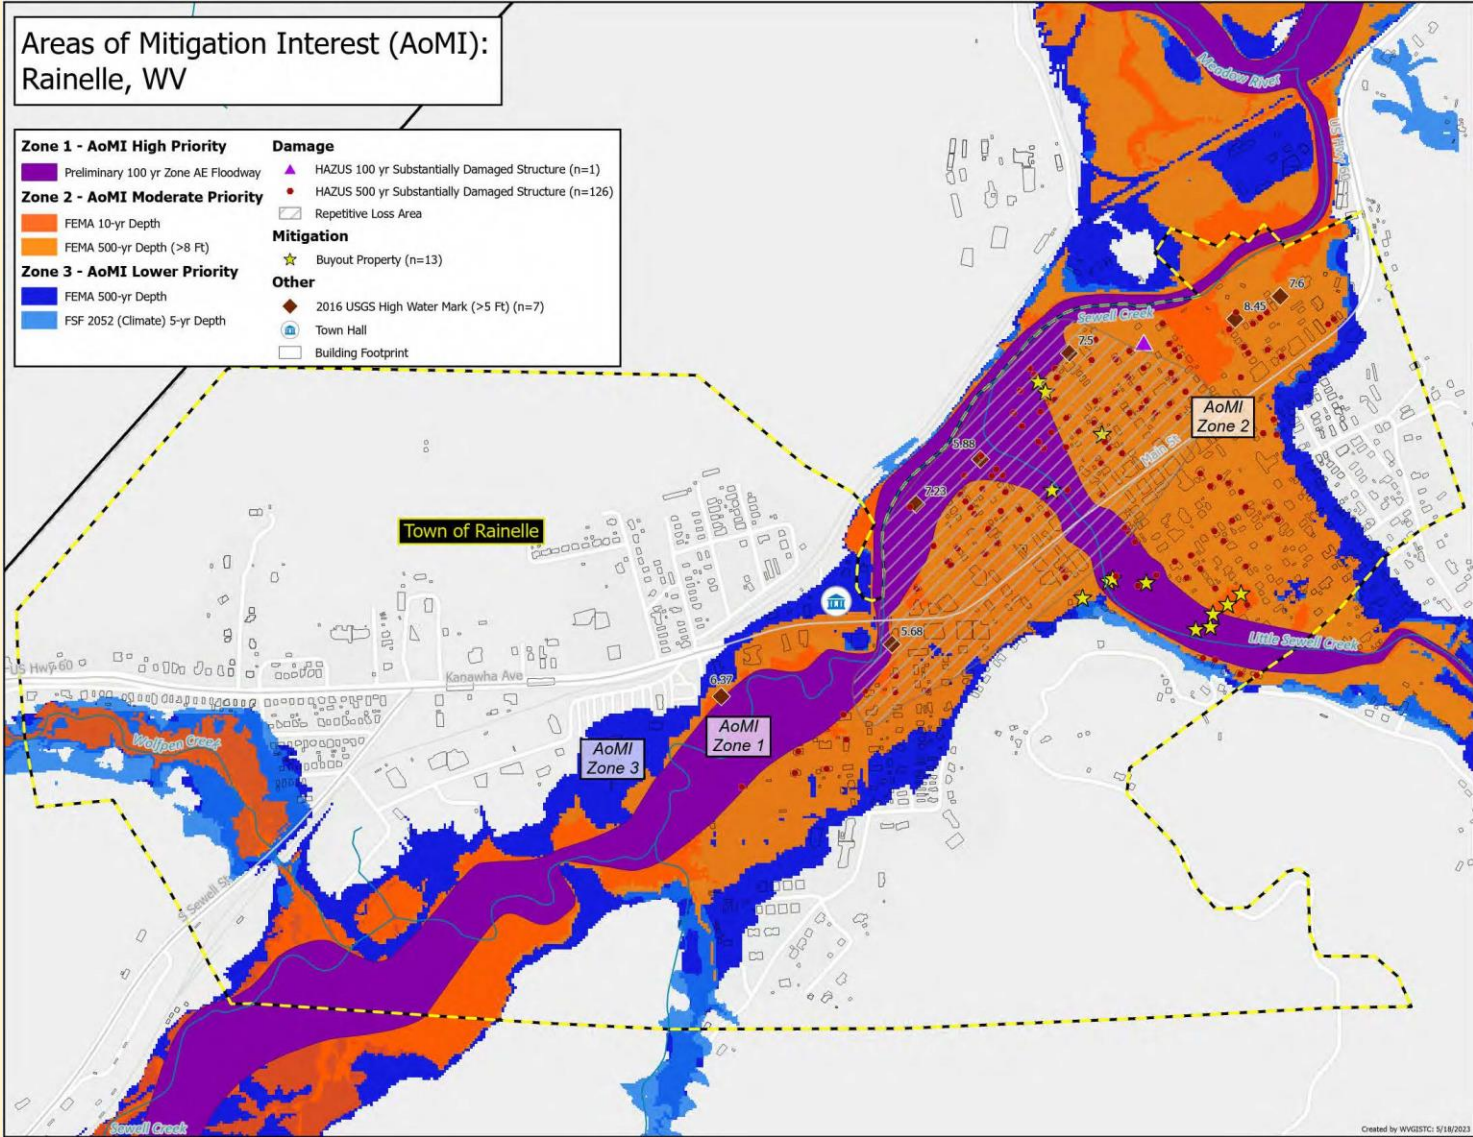 Areas of Mitigation Interest (AoMI):
Rainelle, WV
Zone 1 - AoMI High Priority
Preliminary 100 yr Zone AE Floodway
Zone 2 - AoMI Moderate Priority
FEMA 10-yr Depth
FEMA 500-yr Depth (>8 Ft)
Zone 3 - AoMI Lower Priority
FEMA 500-yr Depth
FSF 2052 (Climate) 5-yr Depth
Damage
HAZUS 100 yr Substantially Damaged Structure (n=1)
HAZUS 500 yr Substantially Damaged Structure (n=126)
Repetitive Loss Area
Mitigation
Buyout Property (n=13)
Other
2016 USGS High Water Mark (>5 Ft) (n=7)
Town Hall
Building Footprint
Meadow River
US Hwy
7.6
8.45
Sewell Creek
7.5
AoMI
Zone 2
Main St
5.88
7.23
Town of Rainelle
5.68
Little Sewell Creek
US Hwy 60
Kanawha Ave
6.37
AoMI
Zone 1
AoMI
Zone 3
Wolfpen Creek
S Sewell St
Sewell Creek
Created by WVGISTC: 5/18/2023